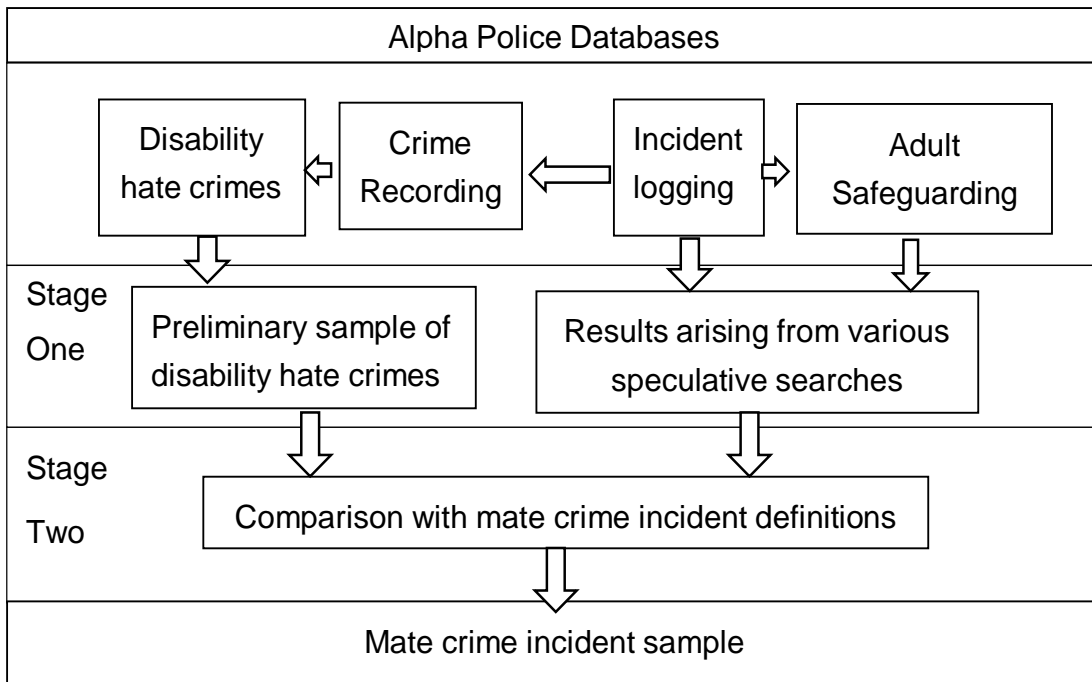 Alpha Police Databases
Disability
hate crimes
Crime
Recording
Incident
logging
Adult
Safeguarding
Stage
One
Preliminary sample of
disability hate crimes
Results arising from various
speculative searches
Stage
Two
Comparison with mate crime incident definitions
Mate crime incident sample